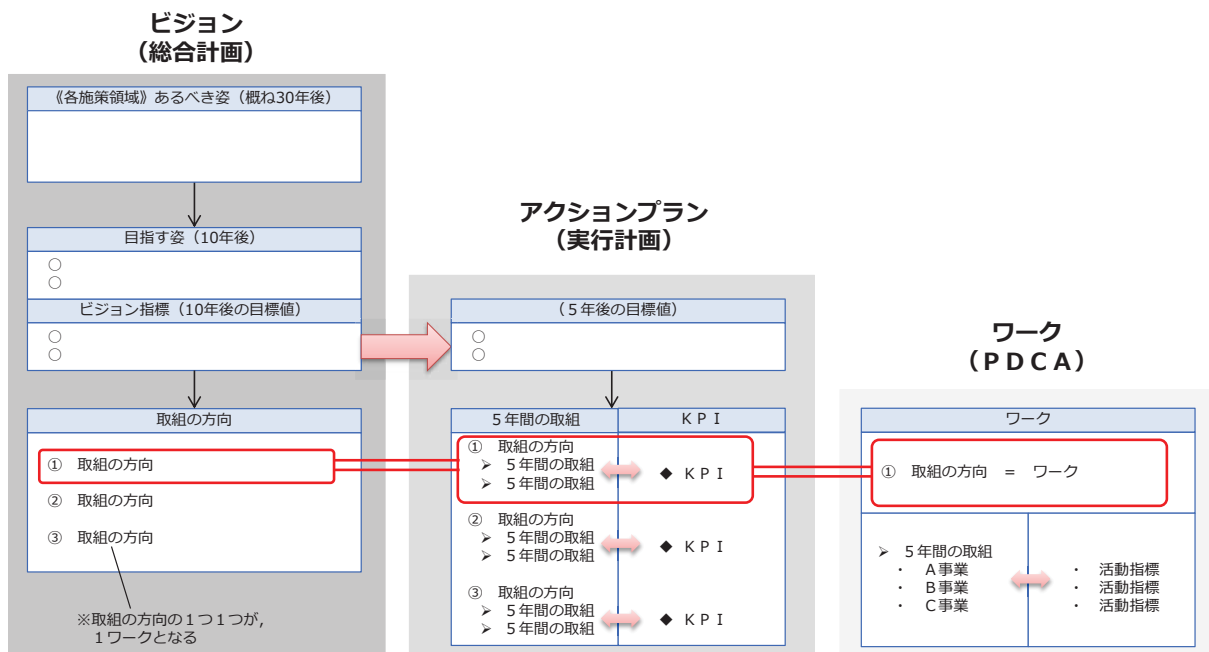 ビジョン
（総合計画）
《各施策領域》あるべき姿（概ね30年後）
目指す姿（10年後）
○
○
ビジョン指標（10年後の目標値）
○
○
取組の方向
① 取組の方向
② 取組の方向
③ 取組の方向
※取組の方向の１つ１つが，
１ワークとなる
アクションプラン
（実行計画）
（５年後の目標値）
○
○
５年間の取組 ＫＰＩ
① 取組の方向
➢ ５年間の取組
➢ ５年間の取組
◆ ＫＰＩ
② 取組の方向
➢ ５年間の取組
➢ ５年間の取組
◆ ＫＰＩ
③ 取組の方向
➢ ５年間の取組
➢ ５年間の取組
◆ ＫＰＩ
ワーク
（ＰＤＣＡ）
ワーク
① 取組の方向 ＝ ワーク
➢ ５年間の取組
・ Ａ事業 ・ 活動指標
・ Ｂ事業 ・ 活動指標
・ Ｃ事業 ・ 活動指標